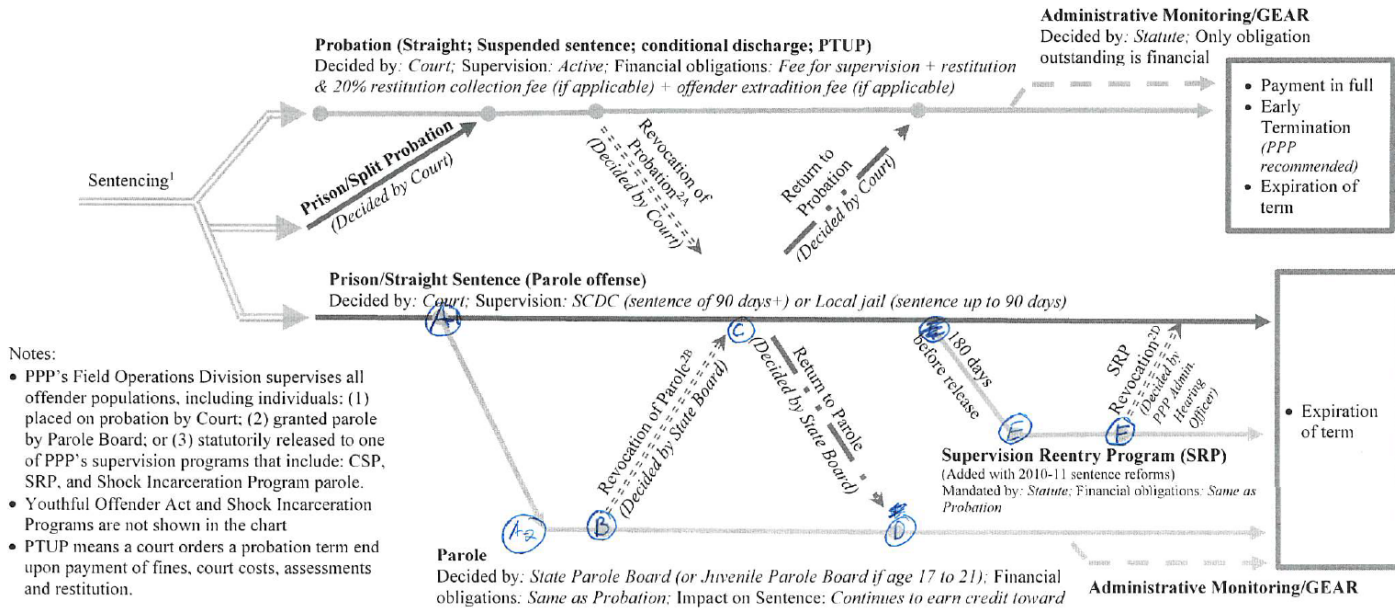 Administrative Monitoring/GEAR
Decided by: Statute; Only obligation
outstanding is financial
Probation (Straight; Suspended sentence; conditional discharge; PTUP)
Decided by: Court; Supervision: Active; Financial obligations: Fee for supervision + restitution
& 20% restitution collection fee (if applicable) + offender extradition fee (if applicable)
• Payment in full
• Early
Termination
(PPP
recommended)
• Expiration of
term
Sentencing1
Prison/Split Probation
(Decided by Court)
Revocation of
Probation2A
(Decided by Court)
Return to
Probation
(Decided by Court)
Prison/Straight Sentence (Parole offense)
Decided by: Court; Supervision: SCDC (sentence of 90 days+) or Local jail (sentence up to 90 days)
A1
C
E
Revocation of Parole2B
(Decided by State Board)
Return to Parole
(Decided by State Board)
180 days
before release
SRP
Revocation2D
(Decided by
PPP Admin.
Hearing
Officer)
• Expiration
of term
E
F
Supervision Reentry Program (SRP)
(Added with 2010-11 sentence reforms)
Mandated by: Statute; Financial obligations: Same as
Probation
Notes:
• PPP's Field Operations Division supervises all
offender populations, including individuals: (1)
placed on probation by Court; (2) granted parole
by Parole Board; or (3) statutorily released to one
of PPP's supervision programs that include: CSP,
SRP, and Shock Incarceration Program parole.
• Youthful Offender Act and Shock Incarceration
Programs are not shown in the chart
• PTUP means a court orders a probation term end
upon payment of fines, court costs, assessments
and restitution.
A2
B
D
Parole
Decided by: State Parole Board (or Juvenile Parole Board if age 17 to 21); Financial
obligations: Same as Probation; Impact on Sentence: Continues to earn credit toward
Administrative Monitoring/GEAR